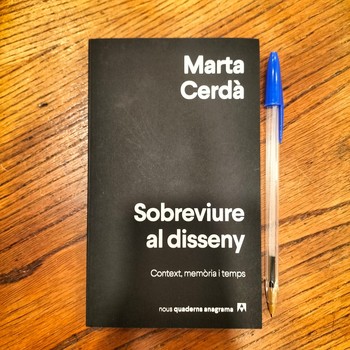 Marta
Cerdà
Sobreviure
al disseny
Context, memòria i temps
nous quaderns anagrama